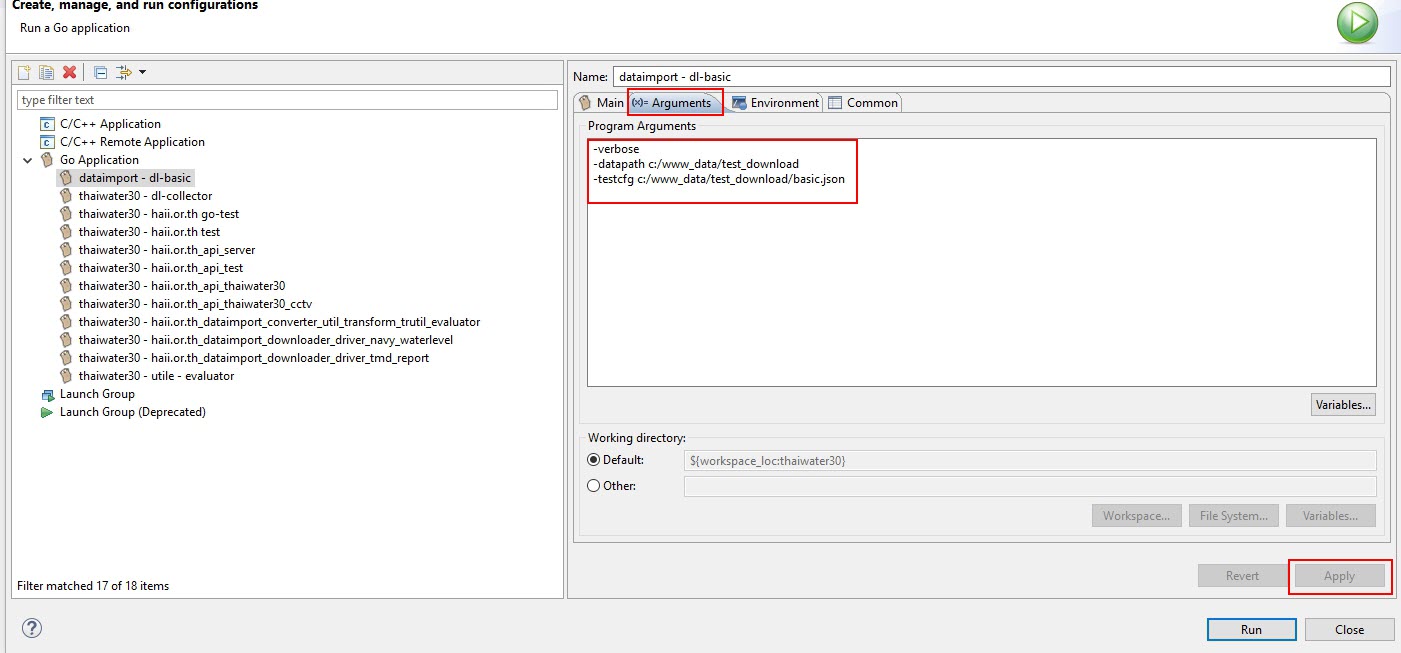 Create, manage, and run configurations
Run a Go application
type filter text
C/C++ Application
C/C++ Remote Application
Go Application
dataimport - dl-basic
thaiwater30 - dl-collector
thaiwater30 - haii.or.th go-test
thaiwater30 - haii.or.th test
thaiwater30 - haii.or.th_api_server
thaiwater30 - haii.or.th_api_test
thaiwater30 - haii.or.th_api_thaiwater30
thaiwater30 - haii.or.th_api_thaiwater30_cctv
thaiwater30 - haii.or.th_dataimport_converter_util_transform_trutil_evaluator
thaiwater30 - haii.or.th_dataimport_downloader_driver_navy_waterlevel
thaiwater30 - haii.or.th_dataimport_downloader_driver_tmd_report
thaiwater30 - utile - evaluator
Launch Group
Launch Group (Deprecated)
Filter matched 17 of 18 items
Name: dataimport - dl-basic
Main (x)= Arguments Environment Common
Program Arguments
-verbose
-datapath c:/www_data/test_download
-testcfg c:/www_data/test_download/basic.json
Variables...
Working directory:
Default: ${workspace_loc:thaiwater30}
Other:
Workspace... File System... Variables...
Revert Apply
? Run Close